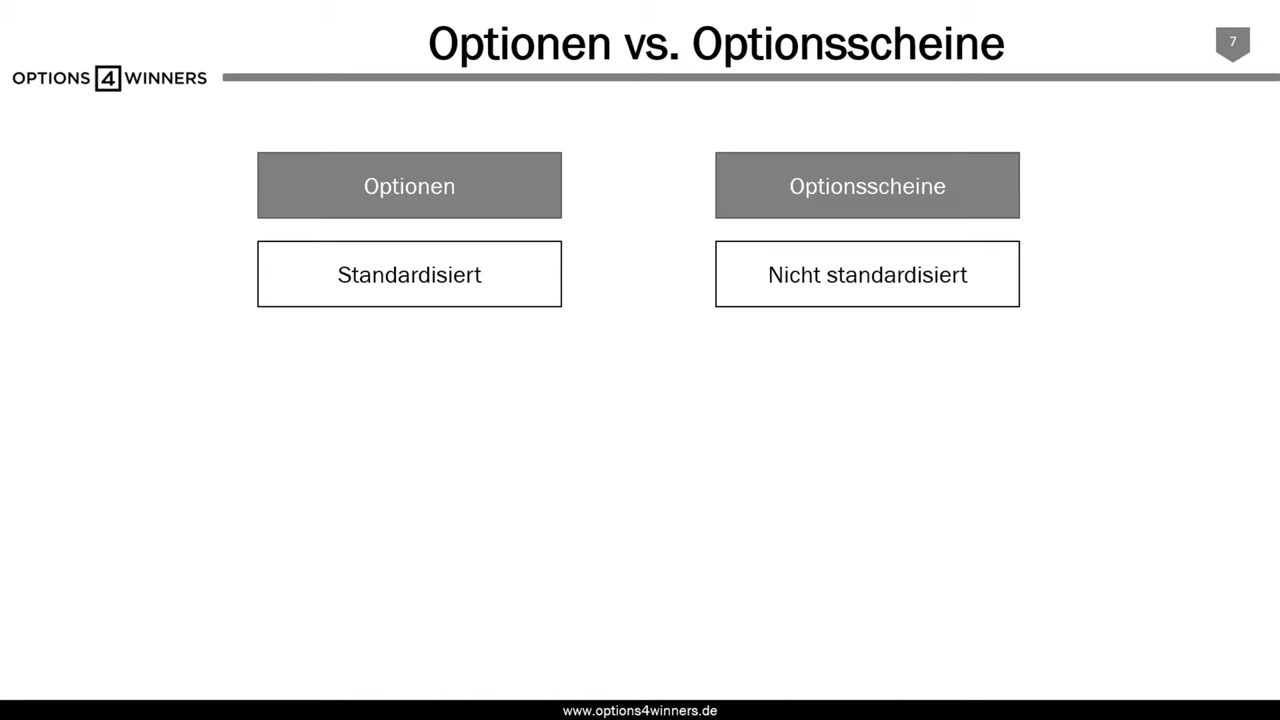 Optionen vs. Optionsscheine
7
OPTIONS 4 WINNERS
Optionen
Optionsscheine
Standardisiert
Nicht standardisiert
www.options4winners.de